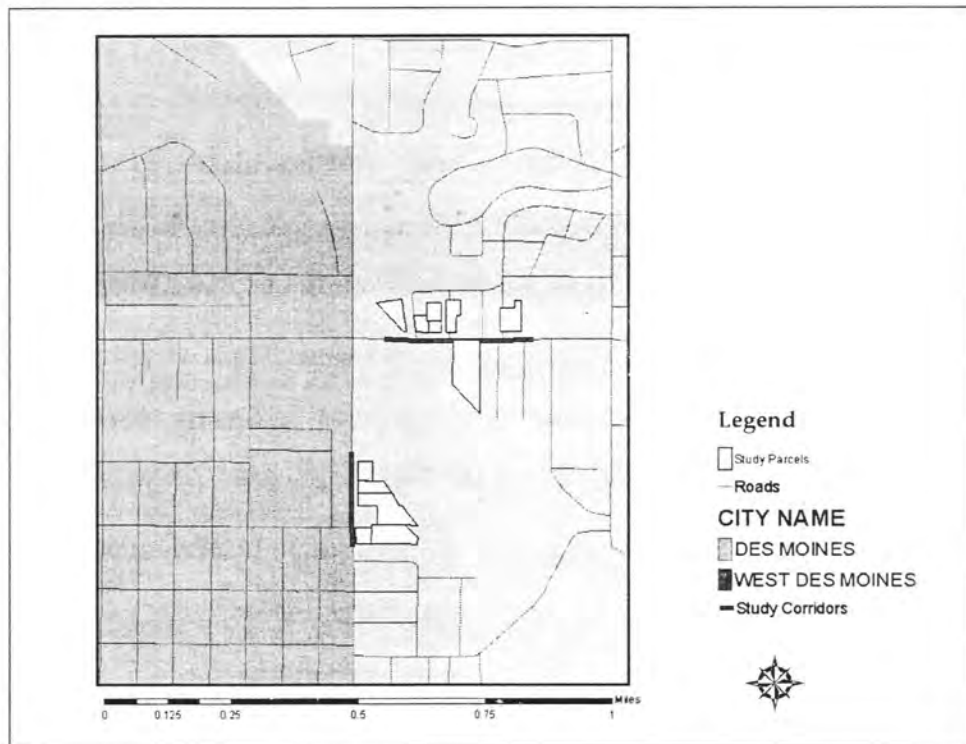 Legend
Study Parcels
Roads
CITY NAME
DES MOINES
WEST DES MOINES
Study Corridors
Miles
0 0.125 0.25 0.5 0.75 1